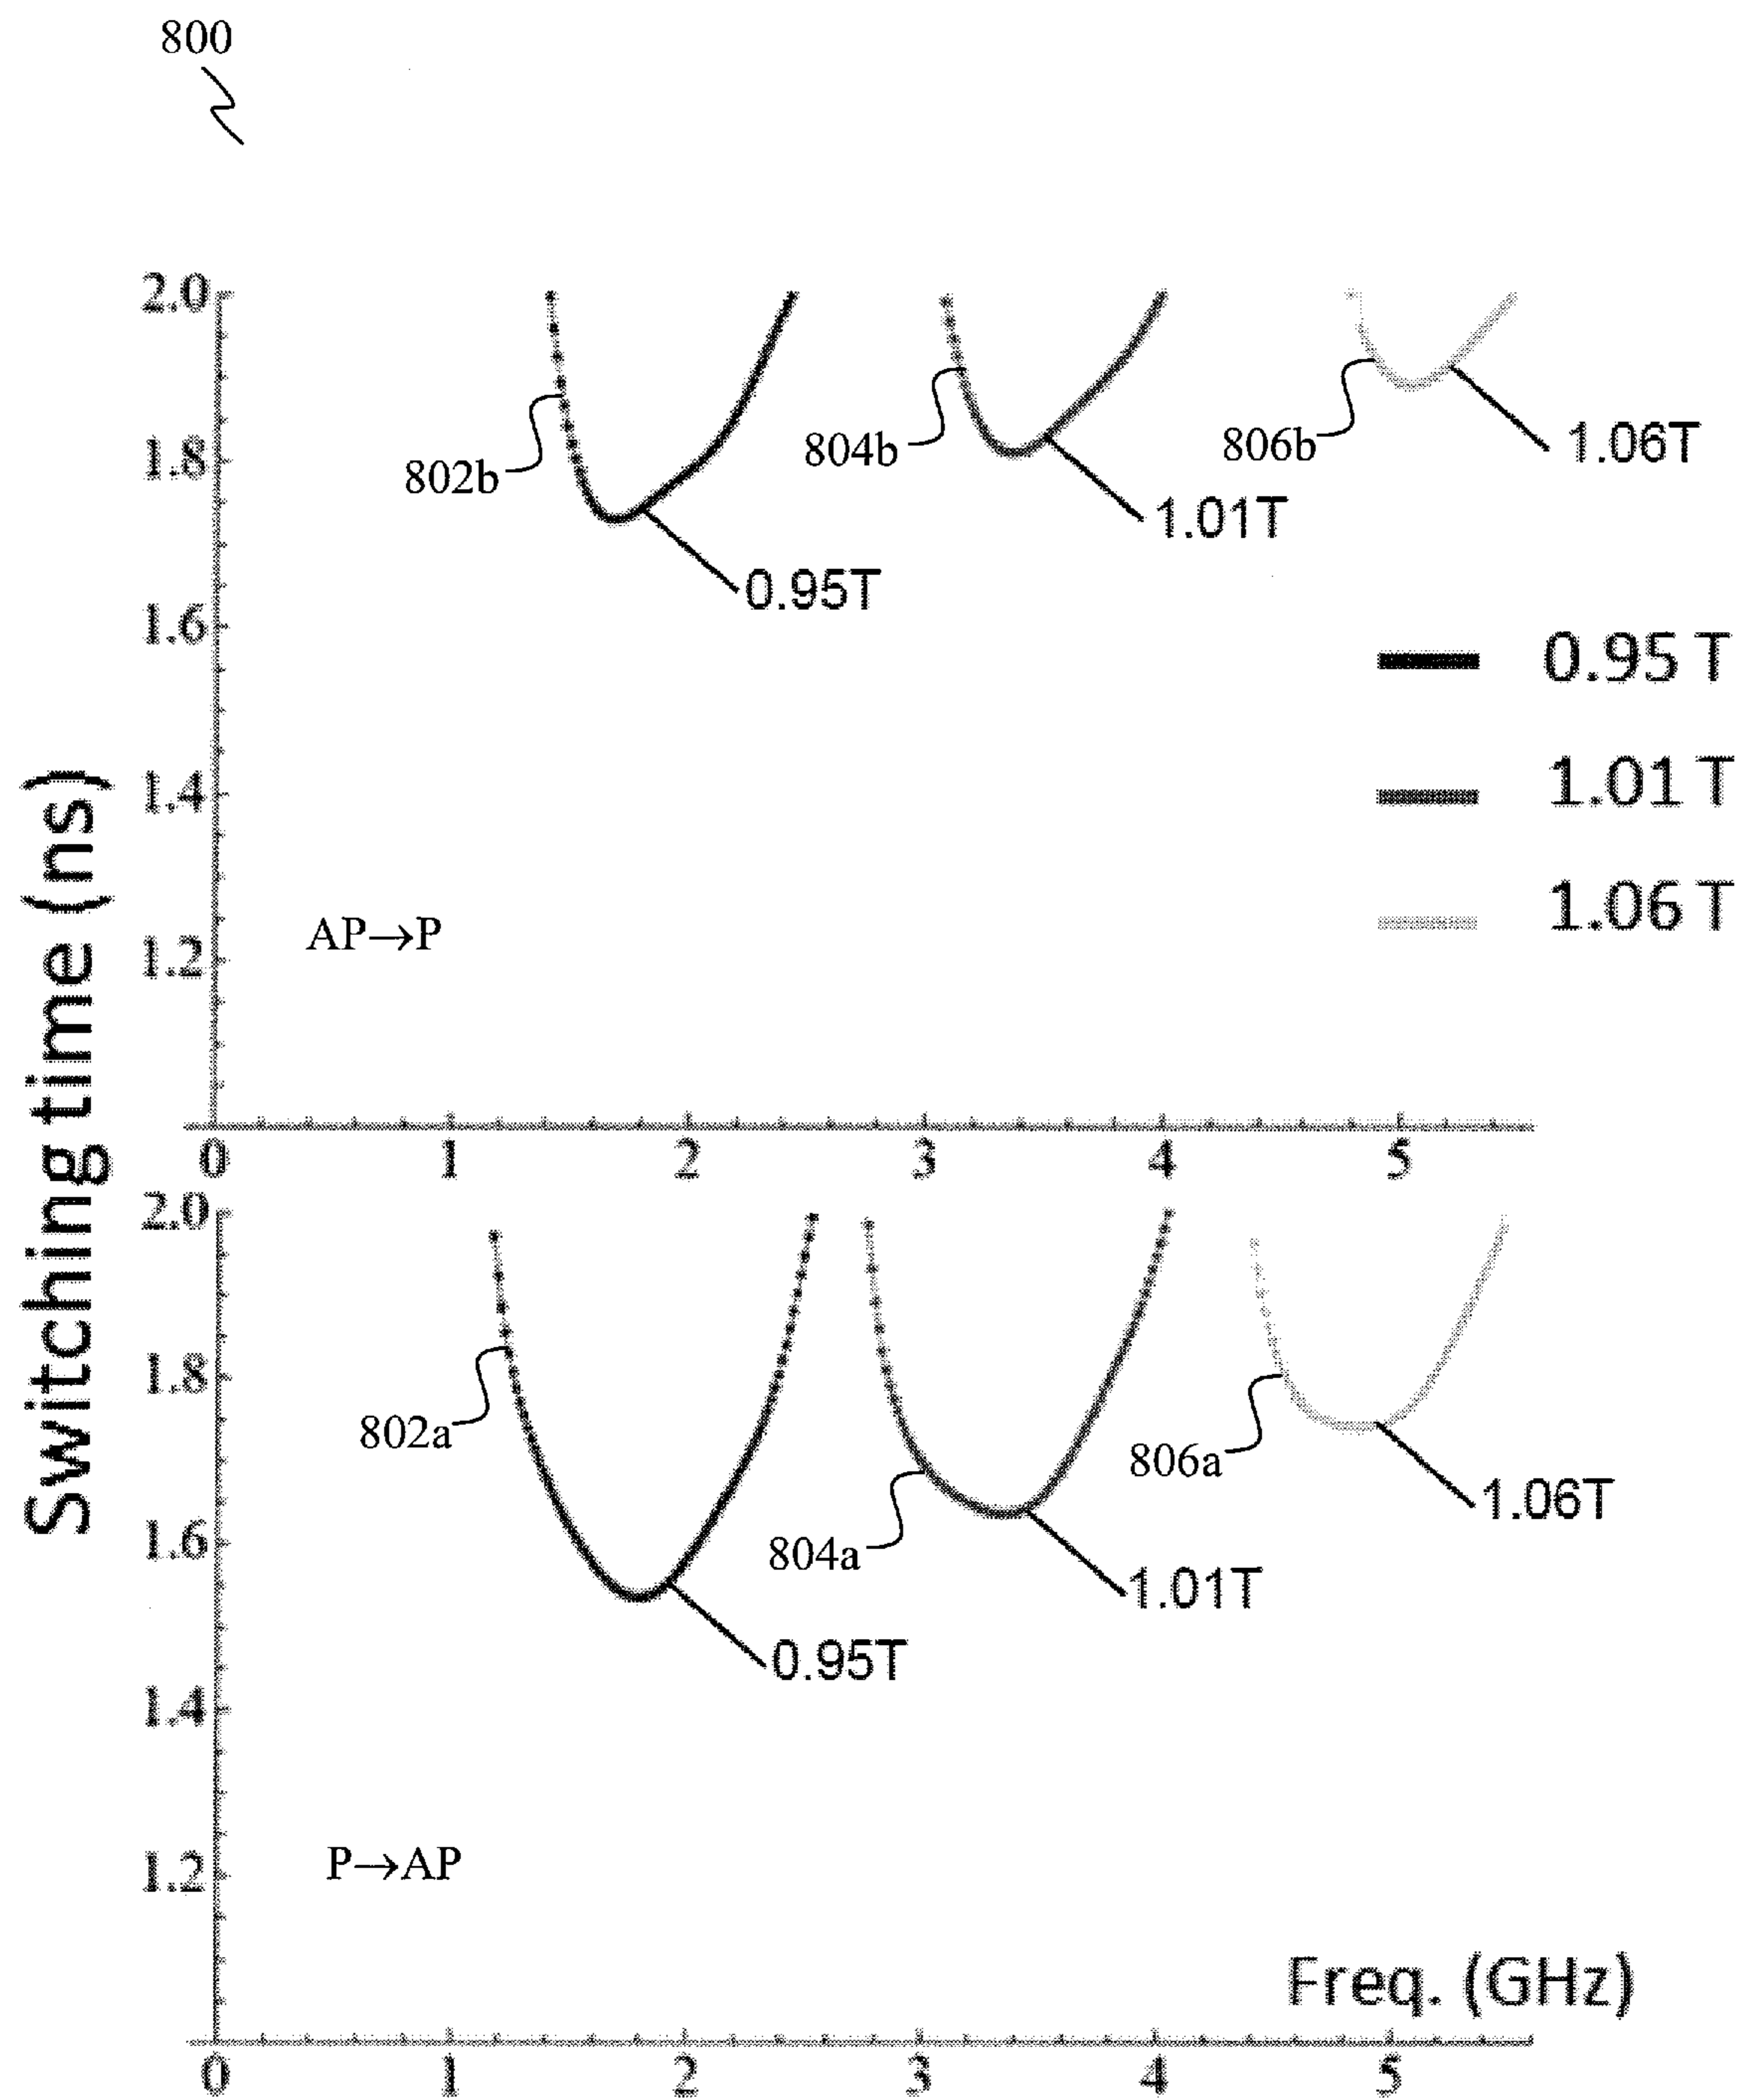 800
2.0
1.8
1.6
1.4
1.2
802b
804b
806b
0.95T
1.01T
1.06T
0.95 T
1.01 T
1.06 T
AP→P
0 1 2 3 4 5
Switching time (ns)
2.0
1.8
1.6
1.4
1.2
802a
804a
806a
0.95T
1.01T
1.06T
P→AP
Freq. (GHz)
0 1 2 3 4 5